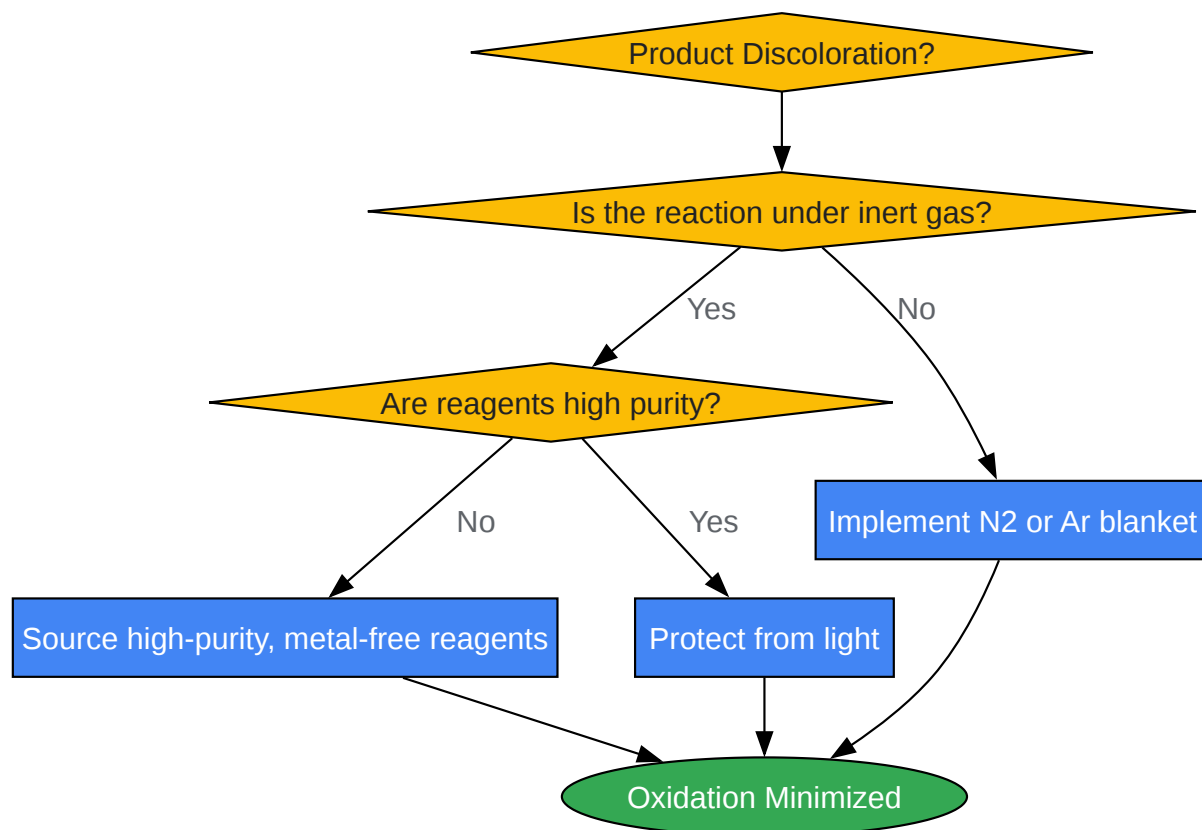 Product Discoloration?
Is the reaction under inert gas?
Yes
No
Are reagents high purity?
No
Yes
Implement N2 or Ar blanket
Source high-purity, metal-free reagents
Protect from light
Oxidation Minimized